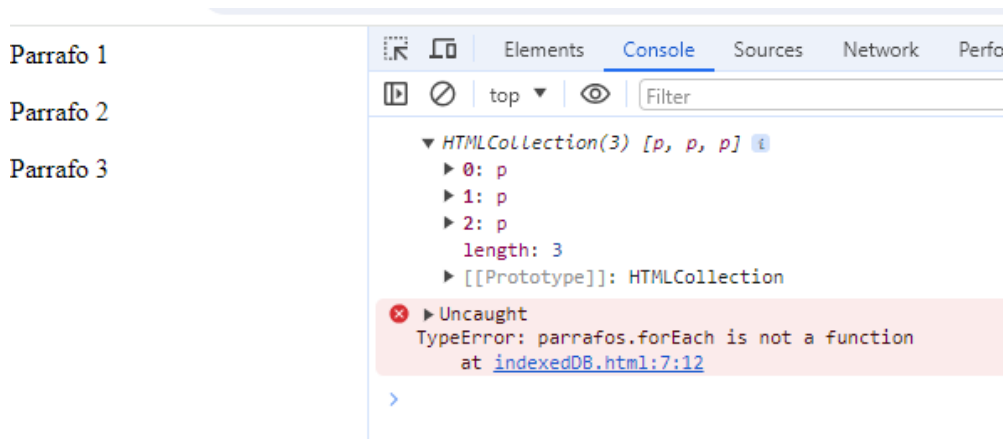 Parrafo 1
Parrafo 2
Parrafo 3
Elements Console Sources Network Perfo
top ▼ Filter
▼ HTMLCollection(3) [p, p, p] i
▶ 0: p
▶ 1: p
▶ 2: p
length: 3
▶ [[Prototype]]: HTMLCollection
▶ Uncaught
TypeError: parrafos.forEach is not a function
at indexedDB.html:7:12
>